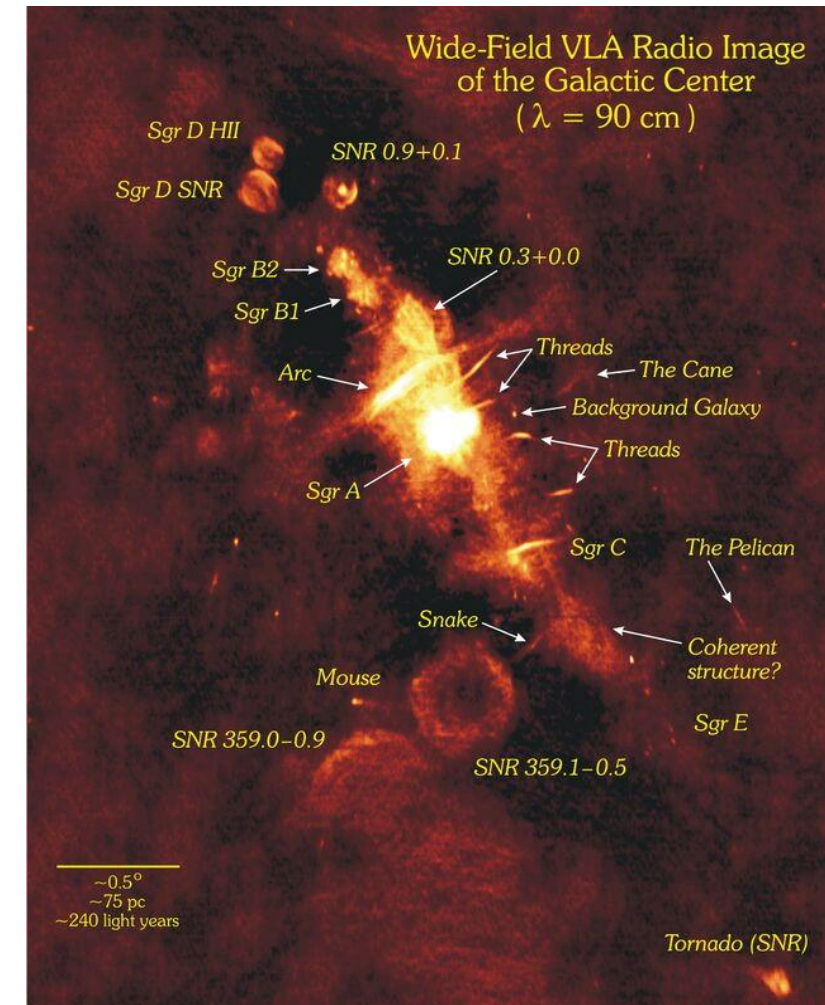 Wide-Field VLA Radio Image
of the Galactic Center
( λ = 90 cm )
Sgr D HII
SNR 0.9+0.1
Sgr D SNR
SNR 0.3+0.0
Sgr B2
Sgr B1
Threads
The Cane
Arc
Background Galaxy
Threads
Sgr A
Sgr C
The Pelican
Snake
Coherent
structure?
Mouse
Sgr E
SNR 359.0–0.9
SNR 359.1–0.5
~0.5°
~75 pc
~240 light years
Tornado (SNR)